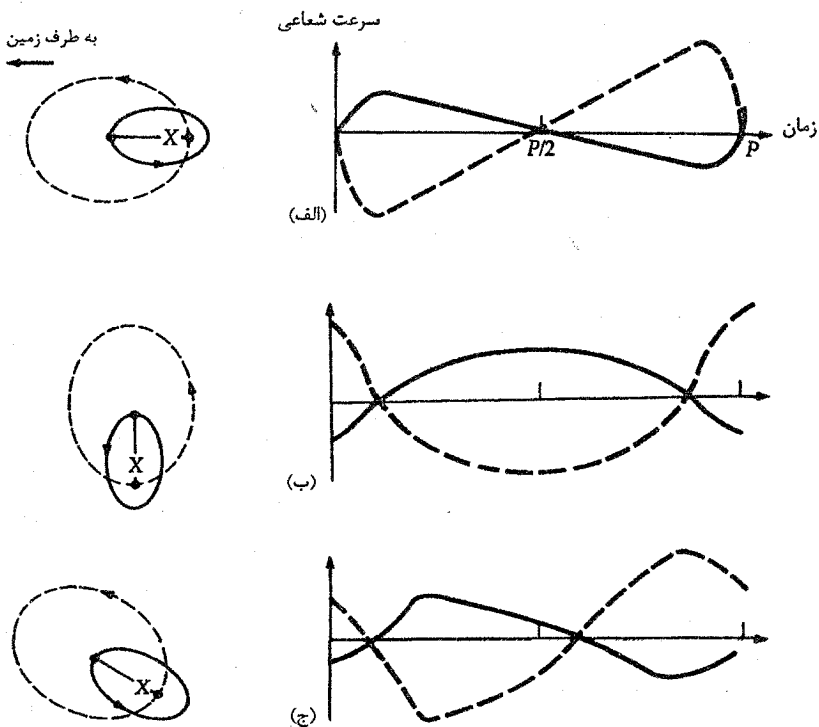 سرعت شعاعی
به طرف زمین
X
زمان
P/2
P
(الف)
X
(ب)
X
(ج)